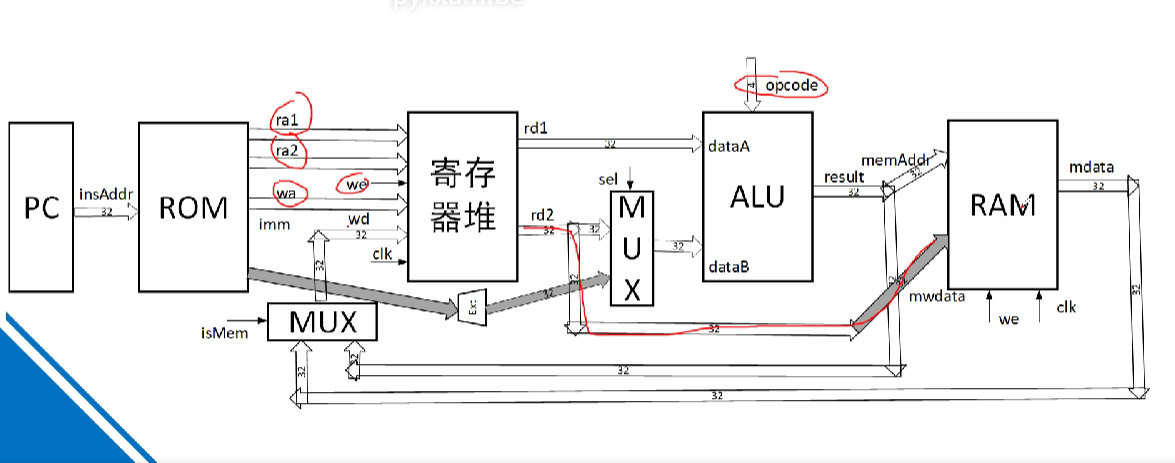 PC
insAddr
32
ROM
ra1
ra2
wa
imm
we
wd
32
clk
32
isMem
MUX
Ext
寄存
器堆
rd1
32
rd2
32
32
32
32
32
sel
M
U
X
32
4
opcode
dataA
ALU
dataB
result
32
memAddr
32
32
mwdata
RAM
we
clk
mdata
32
32
32
32
32
32